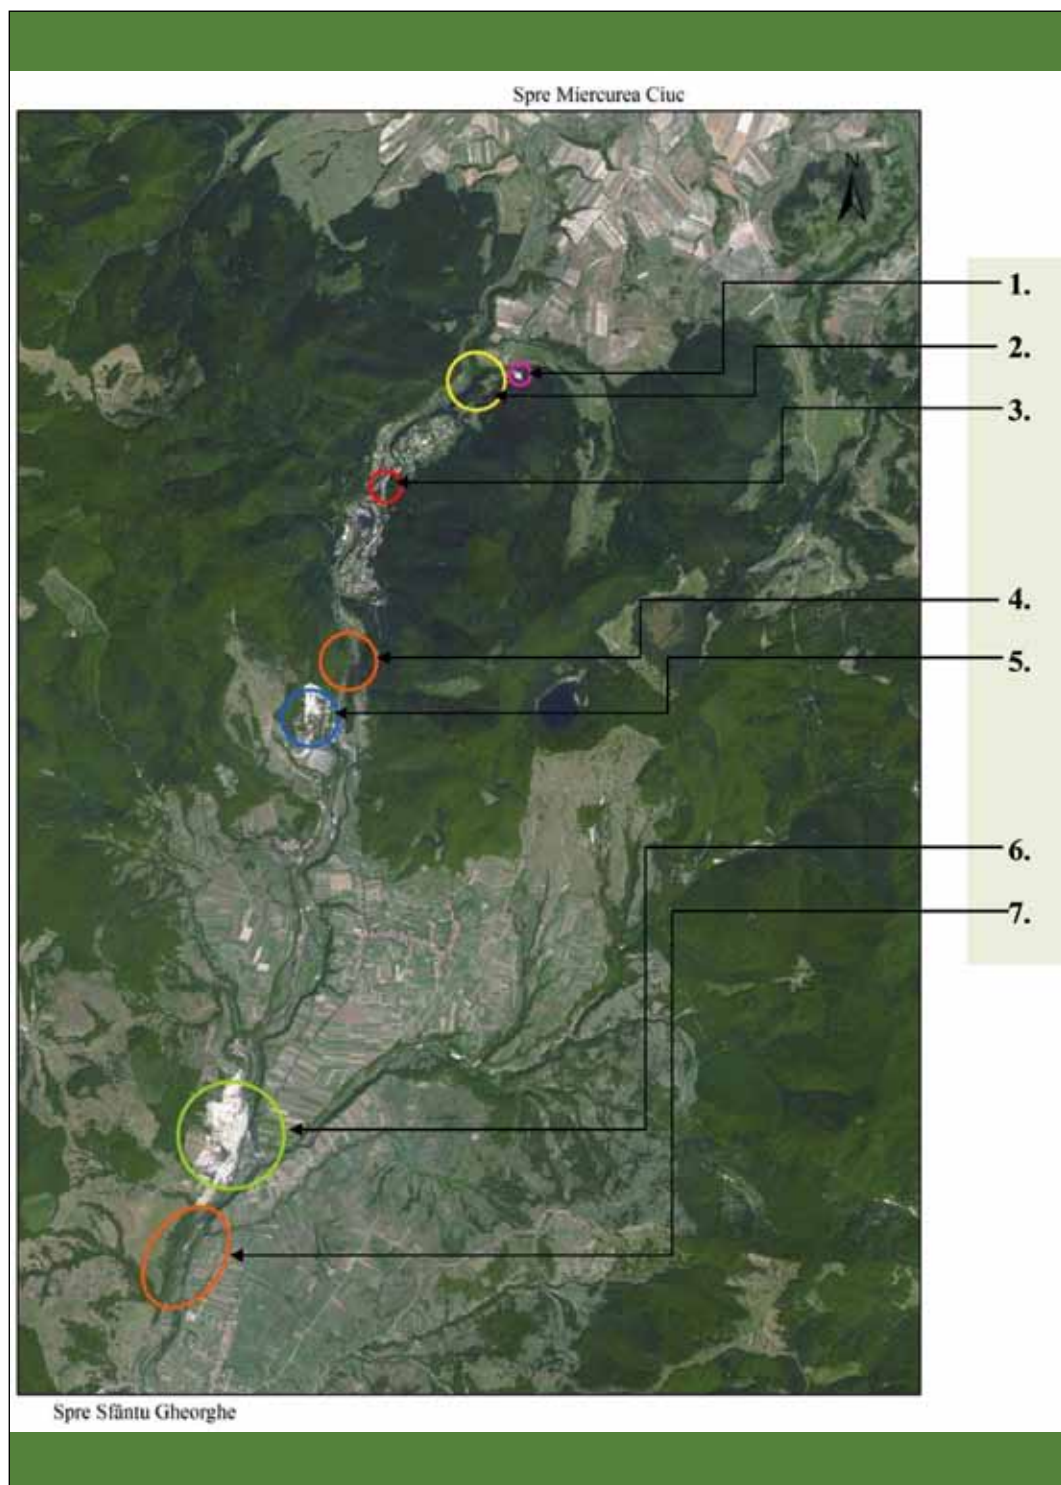 Spre Miercurea Ciuc
N
1.
2.
3.
4.
5.
6.
7.
Spre Sfântu Gheorghe